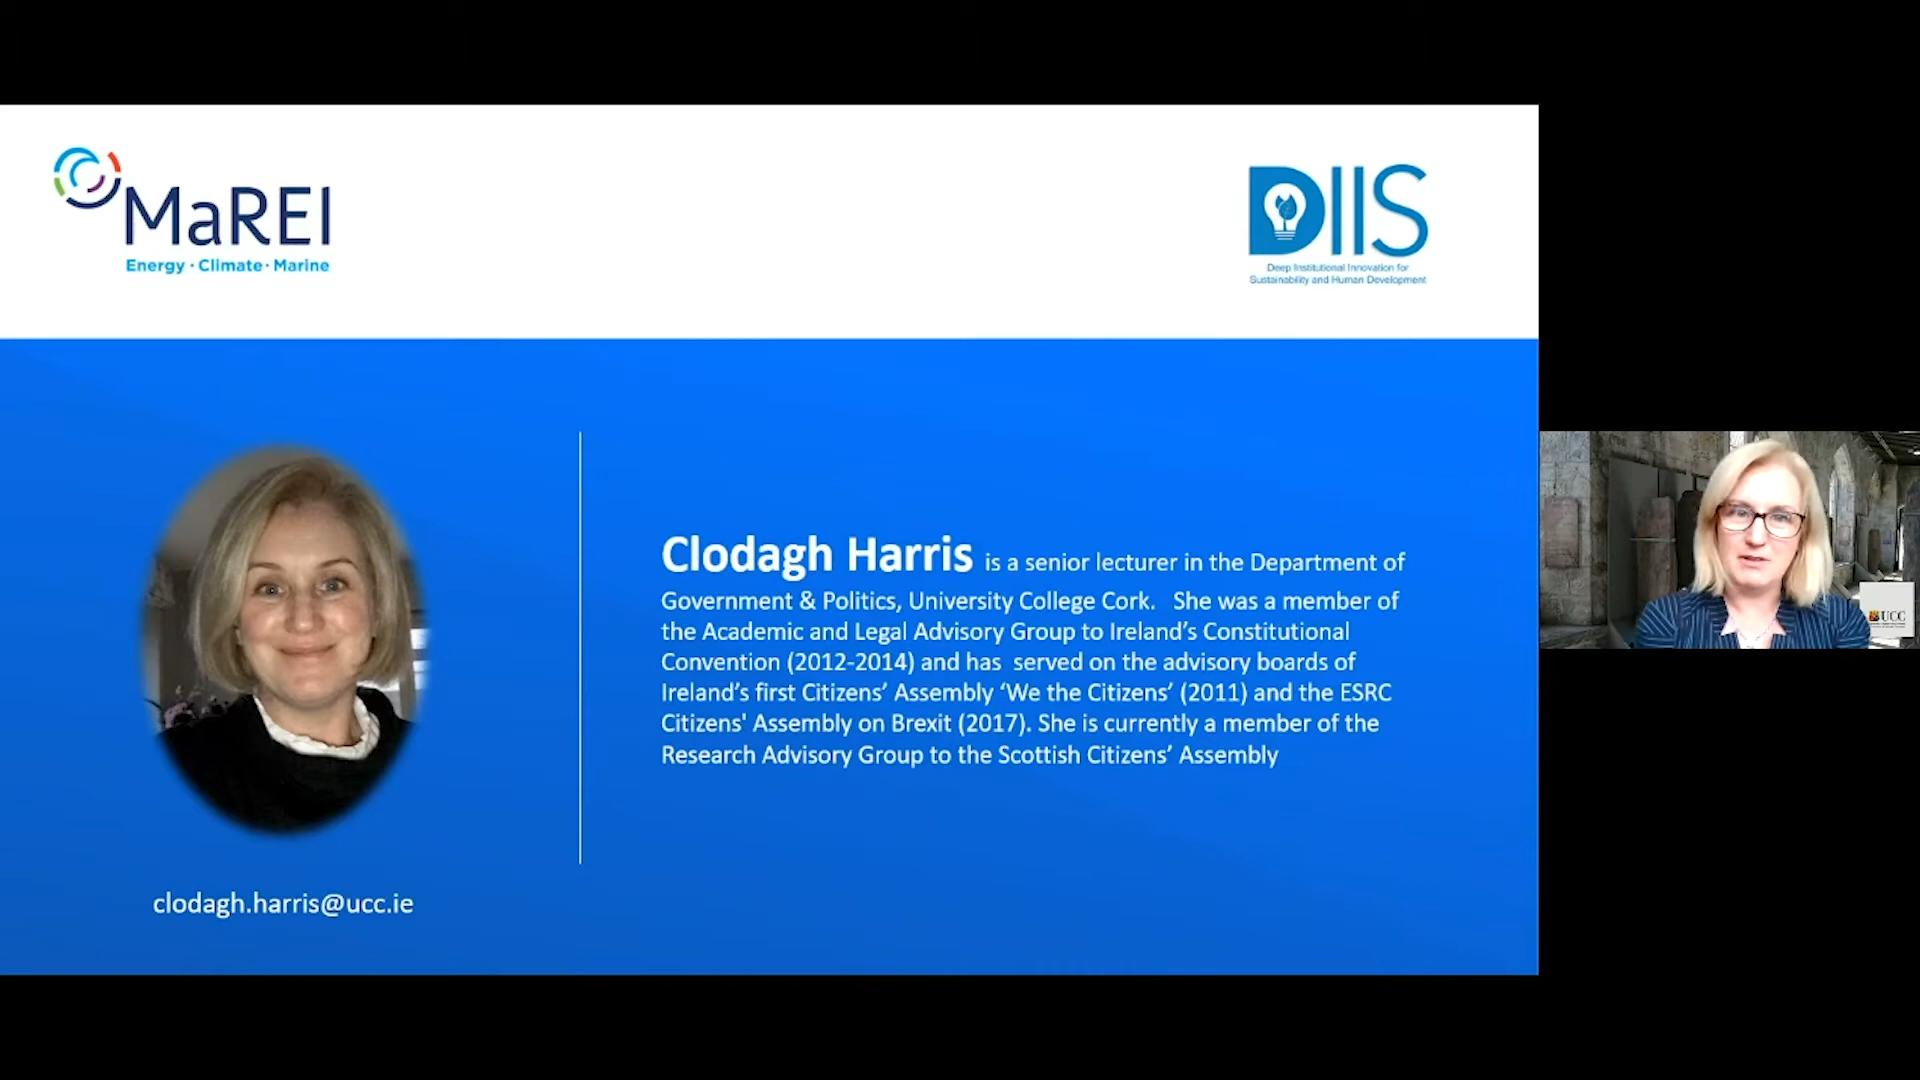 MaREI
Energy · Climate · Marine
DIIS
Deep Institutional Innovation for
Sustainability and Human Development
Clodagh Harris is a senior lecturer in the Department of
Government & Politics, University College Cork.   She was a member of
the Academic and Legal Advisory Group to Ireland’s Constitutional
Convention (2012-2014) and has  served on the advisory boards of
Ireland’s first Citizens’ Assembly ‘We the Citizens’ (2011) and the ESRC
Citizens' Assembly on Brexit (2017). She is currently a member of the
Research Advisory Group to the Scottish Citizens’ Assembly
clodagh.harris@ucc.ie
UCC